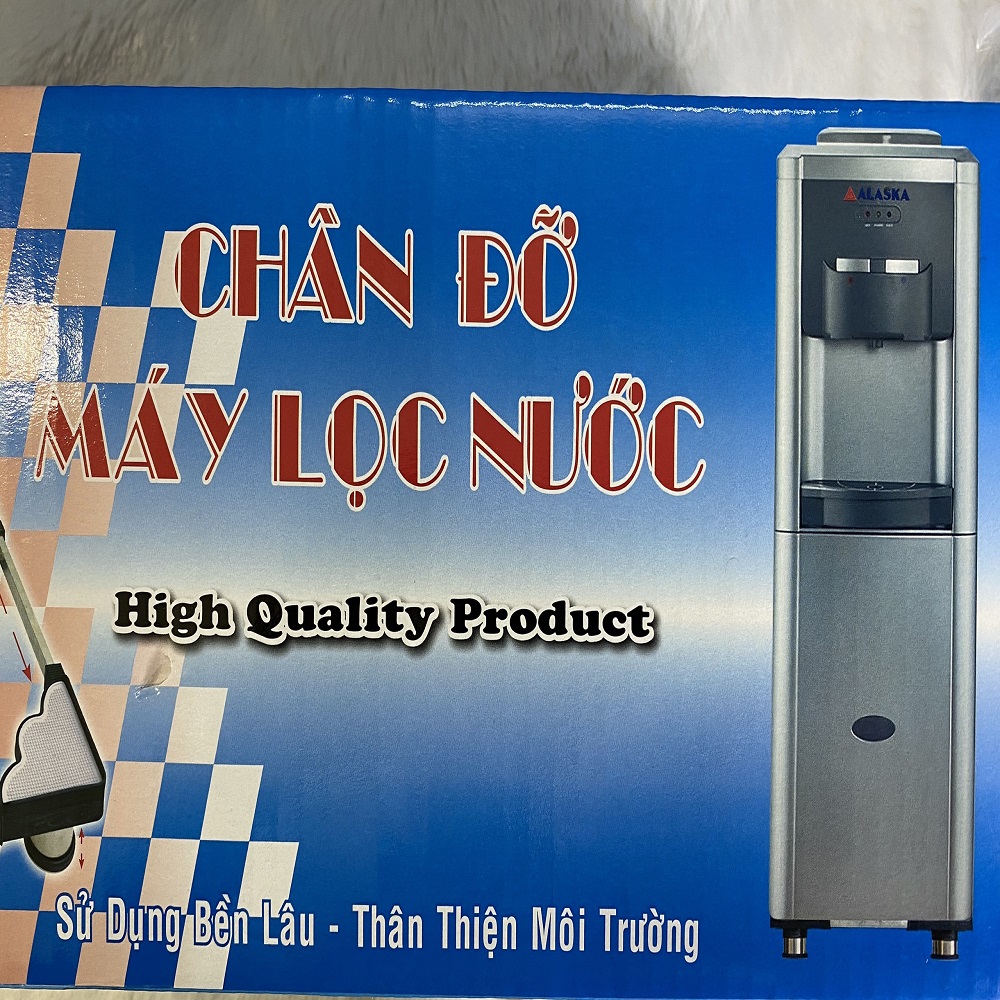 CHÂN ĐỠ
MÁY LỌC NƯỚC
High Quality Product
Sử Dụng Bền Lâu - Thân Thiện Môi Trường
ALASKA